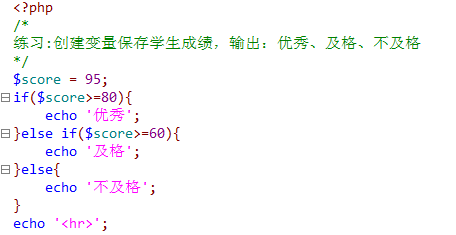 <?php
/*
练习:创建变量保存学生成绩，输出：优秀、及格、不及格
*/
$score = 95;
if($score>=80){
    echo '优秀';
}else if($score>=60){
    echo '及格';
}else{
    echo '不及格';
}
echo '<hr>';